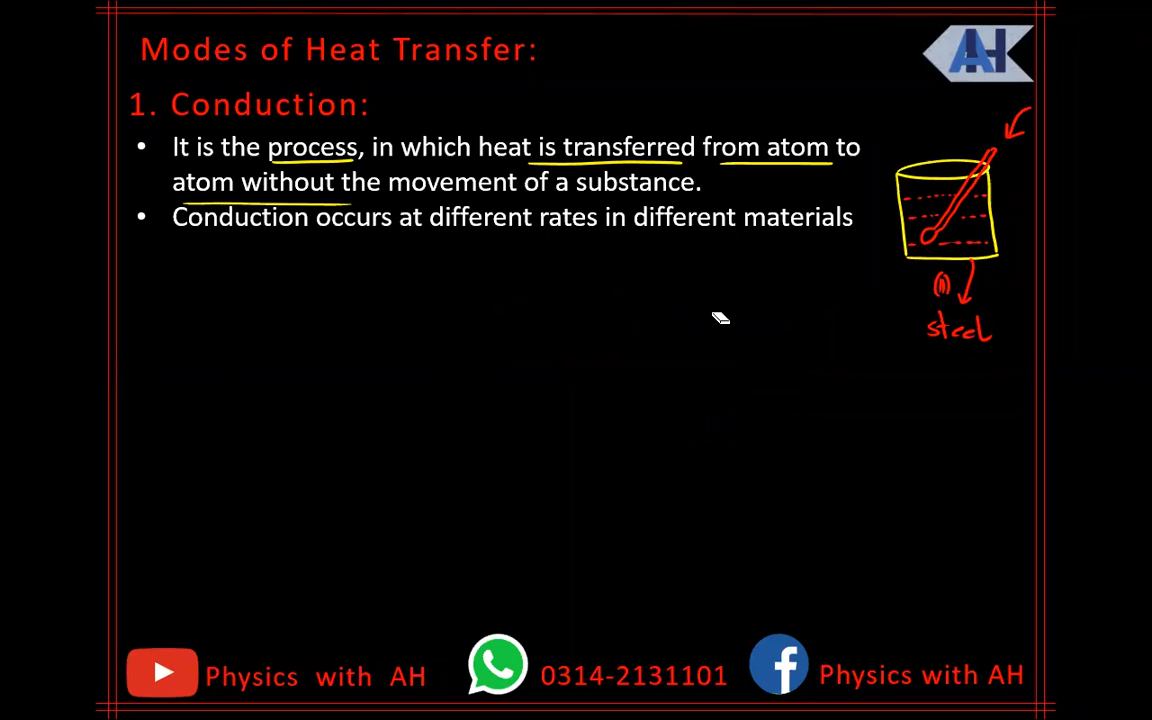 Modes of Heat Transfer:
AH
1. Conduction:
• It is the process, in which heat is transferred from atom to
atom without the movement of a substance.
• Conduction occurs at different rates in different materials
steel
Physics with AH
0314-2131101
Physics with AH